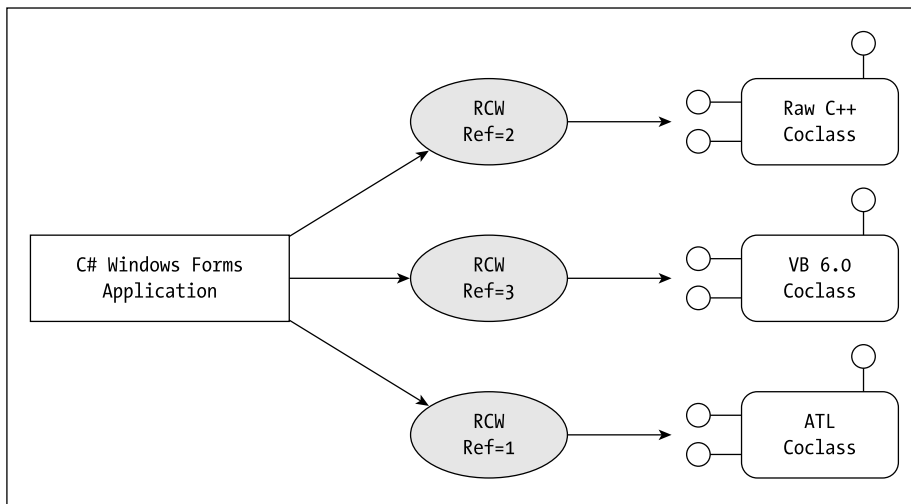 RCW
Ref=2
Raw C++
Coclass
C# Windows Forms
Application
RCW
Ref=3
VB 6.0
Coclass
RCW
Ref=1
ATL
Coclass